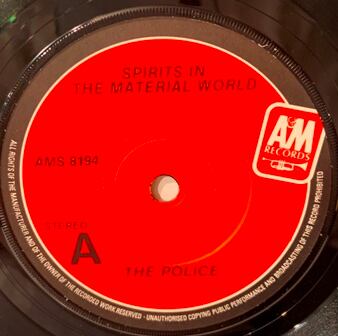 SPIRITS IN
THE MATERIAL WORLD
A&M
RECORDS
AMS 8194
STEREO
A
THE POLICE
ALL RIGHTS OF THE MANUFACTURER AND OF THE OWNER OF THE RECORDED WORK RESERVED - UNAUTHORISED COPYING PUBLIC PERFORMANCE AND BROADCASTING OF THIS RECORD PROHIBITED